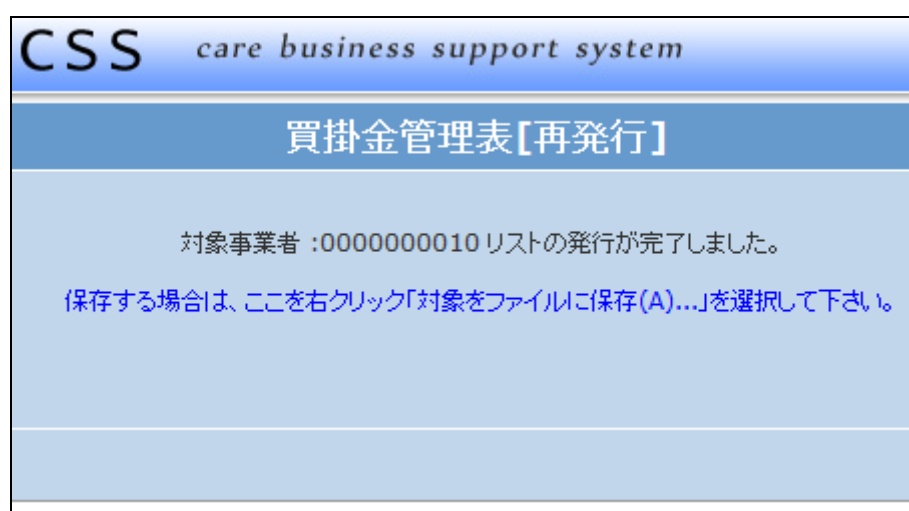 CSS care business support system
買掛金管理表[再発行]
対象事業者 :0000000010 リストの発行が完了しました。
保存する場合は、ここを右クリック「対象をファイルに保存(A)...」を選択して下さい。